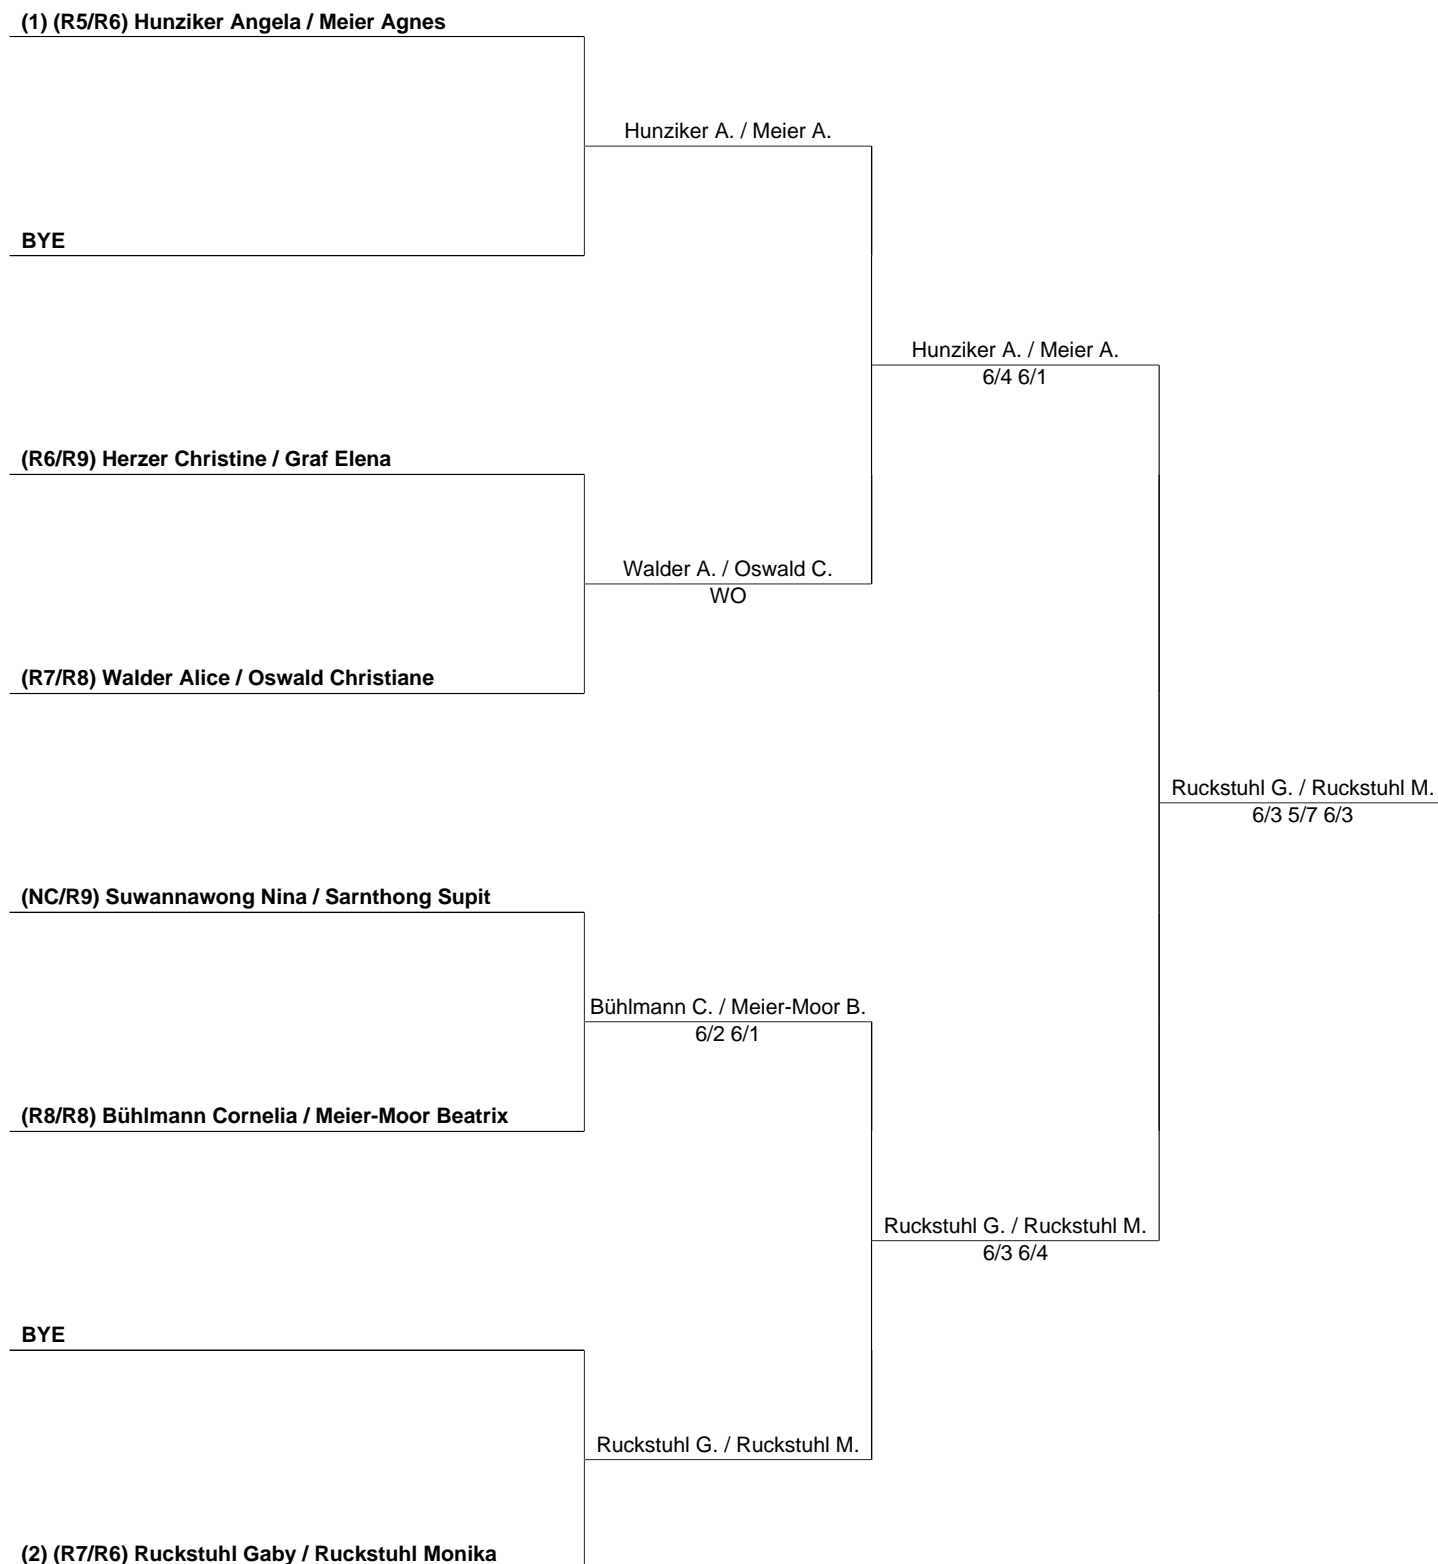 (1) (R5/R6) Hunziker Angela / Meier Agnes
Hunziker A. / Meier A.
BYE
Hunziker A. / Meier A.
6/4 6/1
(R6/R9) Herzer Christine / Graf Elena
Walder A. / Oswald C.
WO
(R7/R8) Walder Alice / Oswald Christiane
Ruckstuhl G. / Ruckstuhl M.
6/3 5/7 6/3
(NC/R9) Suwannawong Nina / Sarnthong Supit
Bühlmann C. / Meier-Moor B.
6/2 6/1
(R8/R8) Bühlmann Cornelia / Meier-Moor Beatrix
Ruckstuhl G. / Ruckstuhl M.
6/3 6/4
BYE
Ruckstuhl G. / Ruckstuhl M.
(2) (R7/R6) Ruckstuhl Gaby / Ruckstuhl Monika